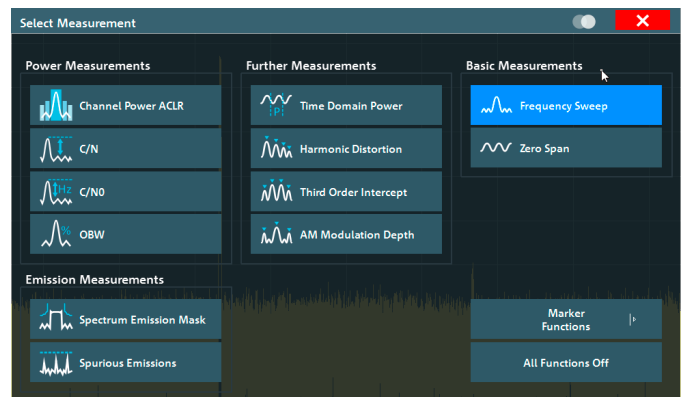 Select Measurement
Power Measurements
Channel Power ACLR
C/N
C/N0
OBW
Emission Measurements
Spectrum Emission Mask
Spurious Emissions
Further Measurements
Time Domain Power
Harmonic Distortion
Third Order Intercept
AM Modulation Depth
Basic Measurements
Frequency Sweep
Zero Span
Marker
Functions
All Functions Off
P
Hz
%